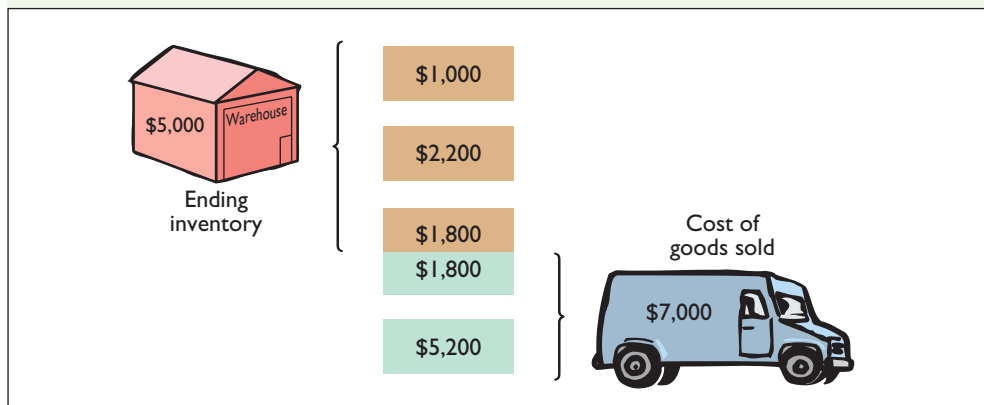 $5,000
Warehouse
Ending
inventory
$1,000
$2,200
$1,800
$1,800
$5,200
Cost of
goods sold
$7,000